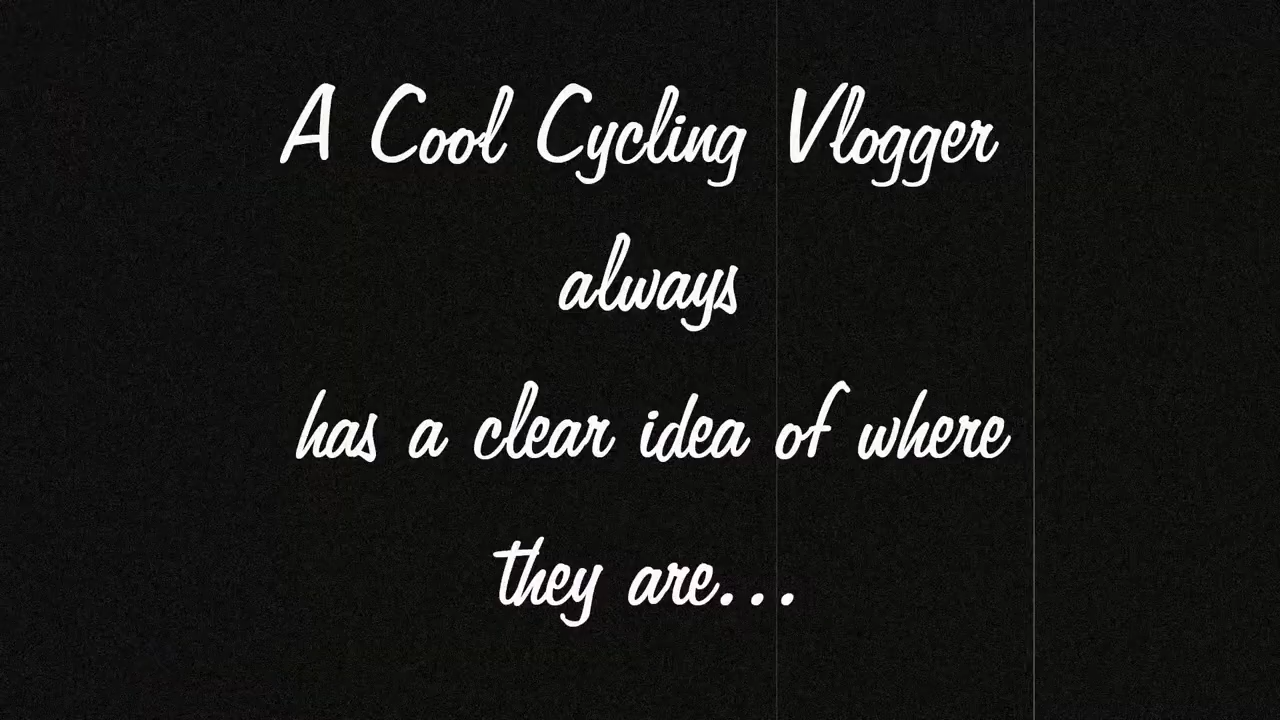 A Cool Cycling Vlogger
always
has a clear idea of where
they are...